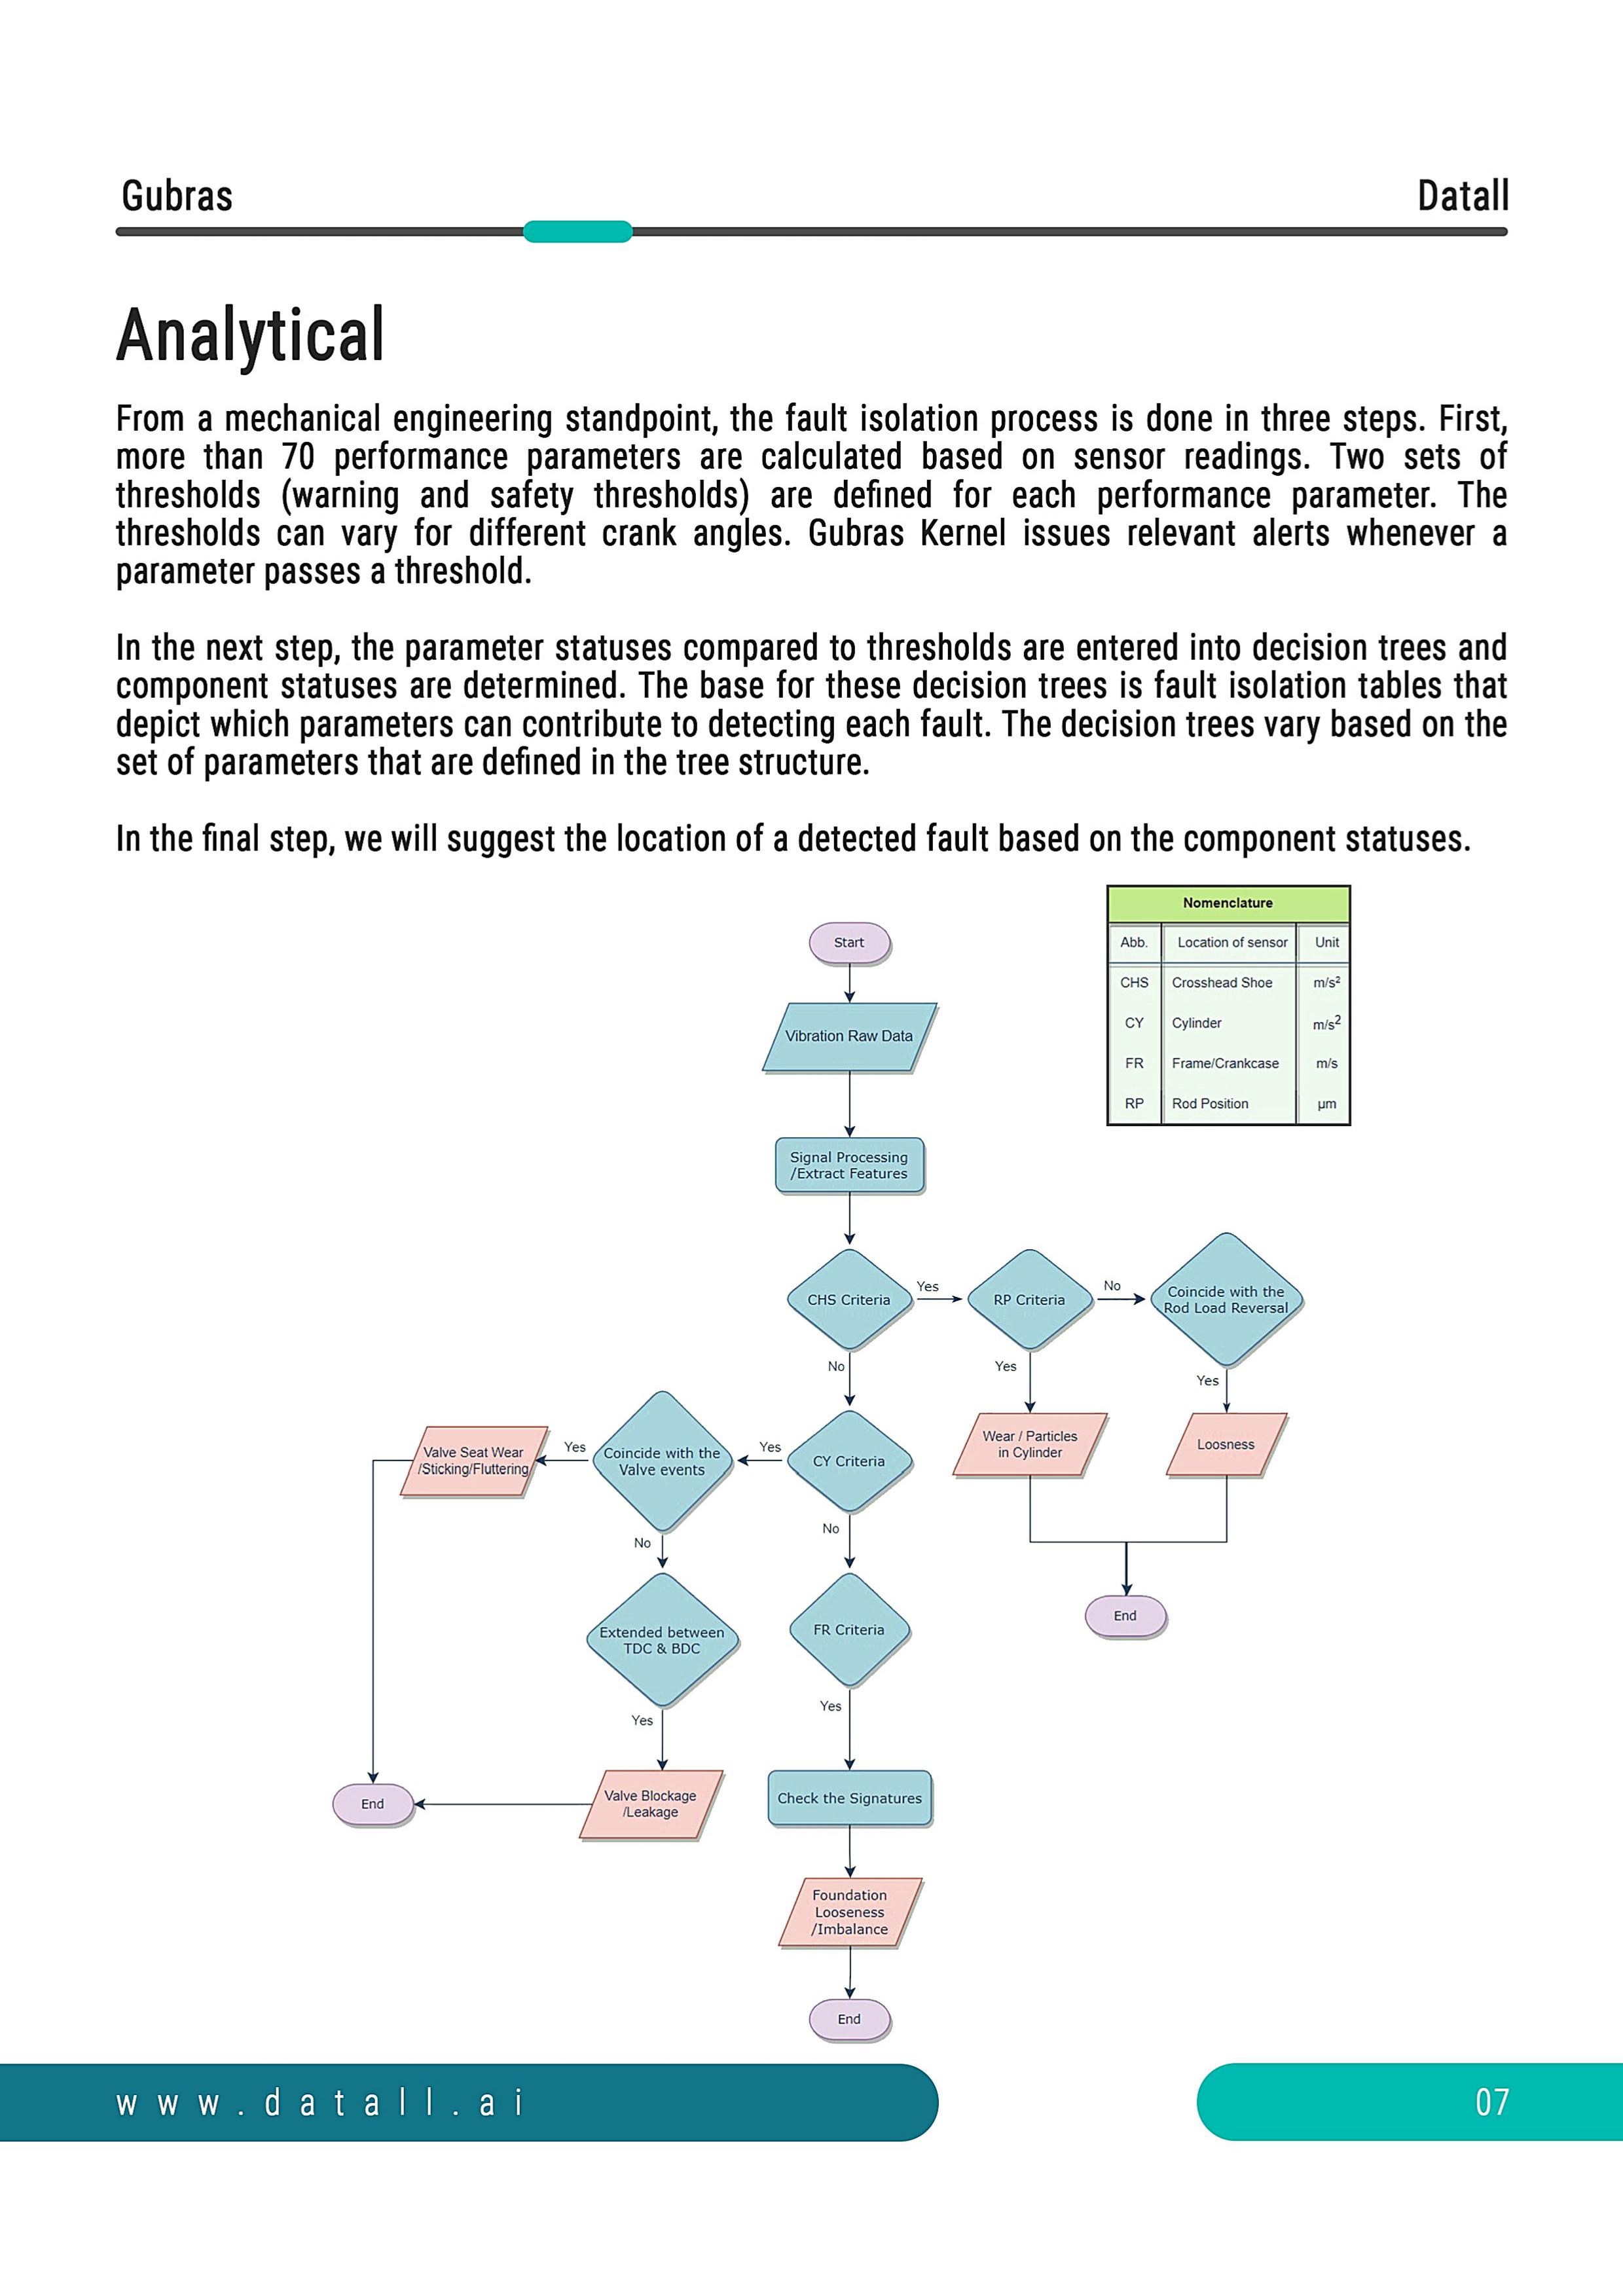 Gubras
Datall
Analytical
From a mechanical engineering standpoint, the fault isolation process is done in three steps. First,
more than 70 performance parameters are calculated based on sensor readings. Two sets of
thresholds (warning and safety thresholds) are defined for each performance parameter. The
thresholds can vary for different crank angles. Gubras Kernel issues relevant alerts whenever a
parameter passes a threshold.
In the next step, the parameter statuses compared to thresholds are entered into decision trees and
component statuses are determined. The base for these decision trees is fault isolation tables that
depict which parameters can contribute to detecting each fault. The decision trees vary based on the
set of parameters that are defined in the tree structure.
In the final step, we will suggest the location of a detected fault based on the component statuses.
Nomenclature
Abb. Location of sensor Unit
CHS Crosshead Shoe m/s²
CY Cylinder m/s²
FR Frame/Crankcase m/s
RP Rod Position µm
Start
Vibration Raw Data
Signal Processing
/Extract Features
CHS Criteria
Yes
RP Criteria
No
Coincide with the
Rod Load Reversal
No
Yes
Yes
Valve Seat Wear
/Sticking/Fluttering
Yes
Coincide with the
Valve events
Yes
CY Criteria
Wear / Particles
in Cylinder
Loosness
No
No
Extended between
TDC & BDC
FR Criteria
End
Yes
Yes
End
Valve Blockage
/Leakage
Check the Signatures
Foundation
Looseness
/Imbalance
End
www.datall.ai
07